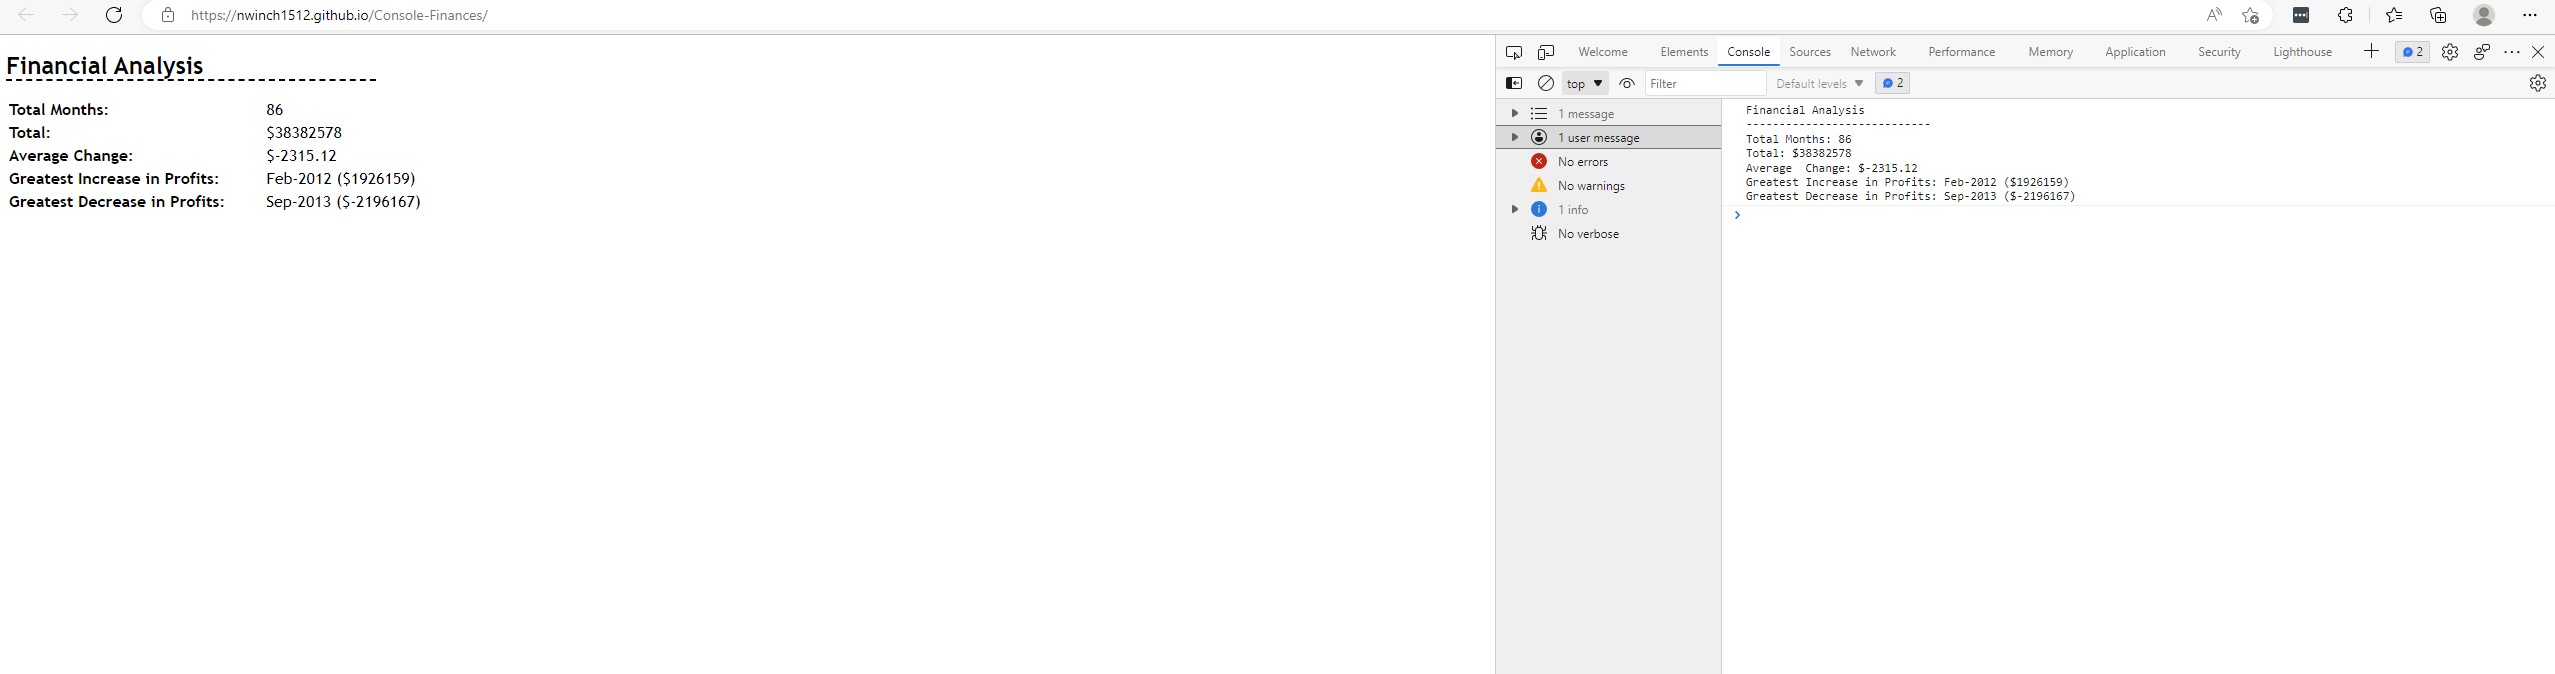 https://nwinch1512.github.io/Console-Finances/
Financial Analysis
Total Months: 86
Total: $38382578
Average Change: $-2315.12
Greatest Increase in Profits: Feb-2012 ($1926159)
Greatest Decrease in Profits: Sep-2013 ($-2196167)
Welcome Elements Console Sources Network Performance Memory Application Security Lighthouse 2
top Filter Default levels 2
1 message
1 user message
No errors
No warnings
1 info
No verbose
Financial Analysis
----------------------------
Total Months: 86
Total: $38382578
Average  Change: $-2315.12
Greatest Increase in Profits: Feb-2012 ($1926159)
Greatest Decrease in Profits: Sep-2013 ($-2196167)